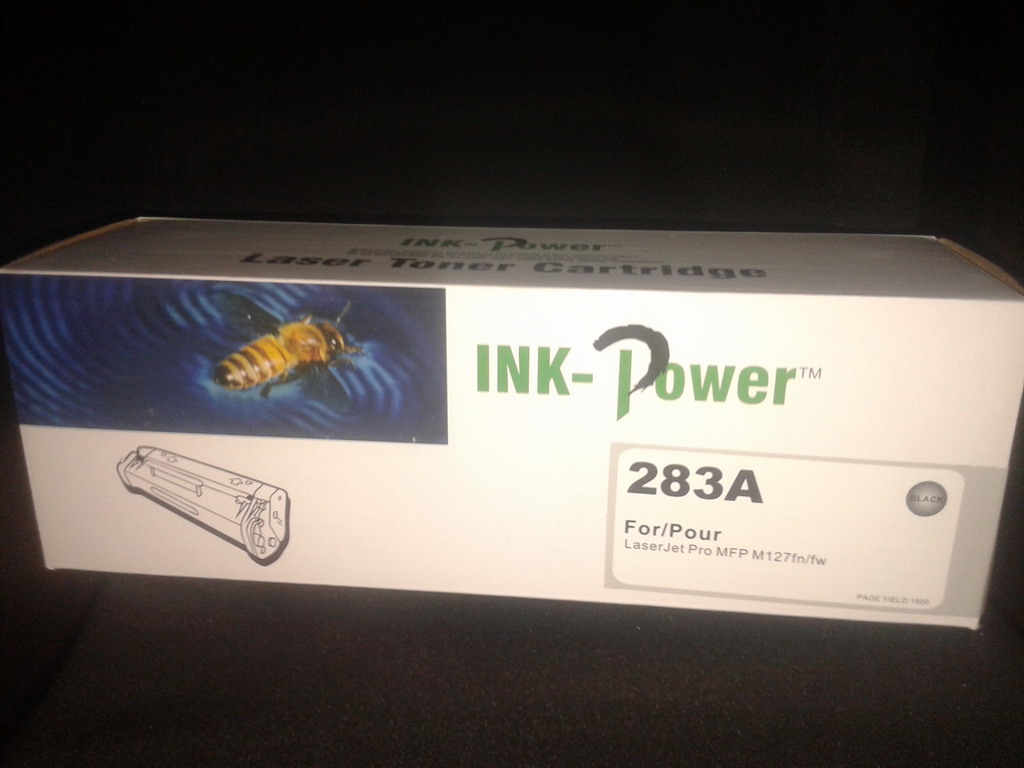 INK-Power™
Laser Toner Cartridge
INK-Power™
283A
BLACK
For/Pour
LaserJet Pro MFP M127fn/fw
PAGE YIELD:1500